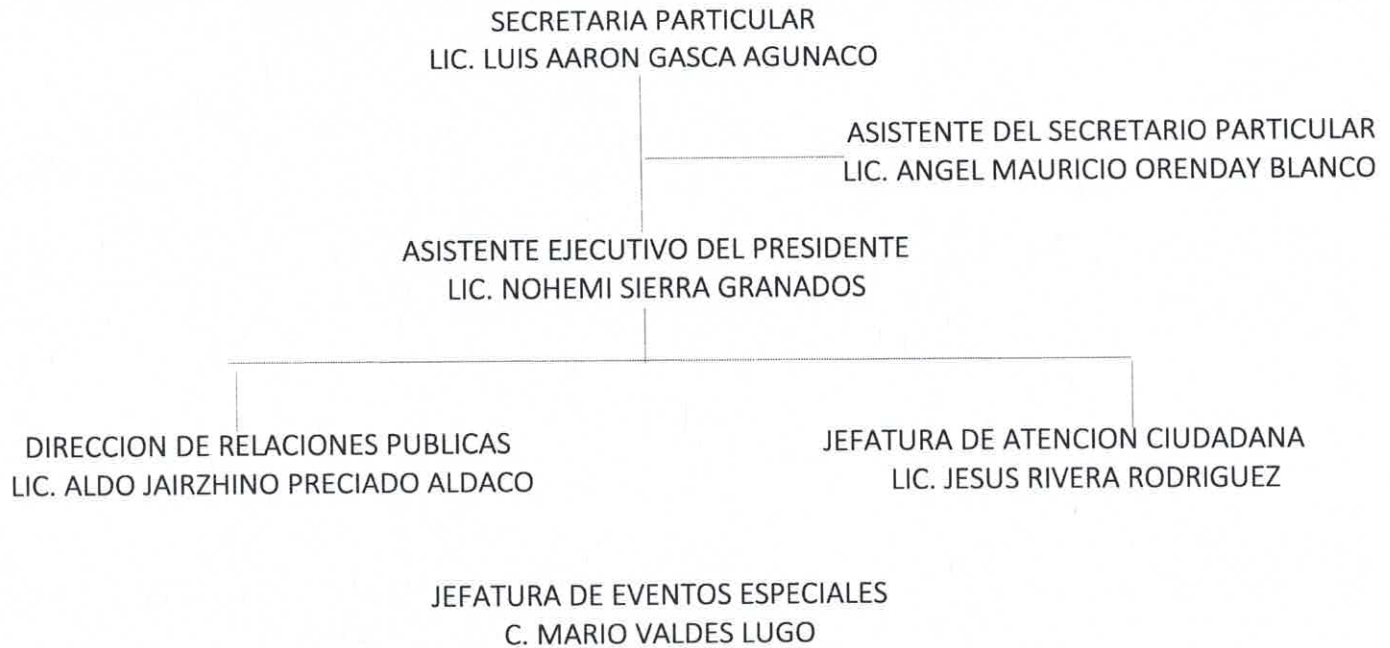 SECRETARIA PARTICULAR
LIC. LUIS AARON GASCA AGUNACO
ASISTENTE DEL SECRETARIO PARTICULAR
LIC. ANGEL MAURICIO ORENDAY BLANCO
ASISTENTE EJECUTIVO DEL PRESIDENTE
LIC. NOHEMI SIERRA GRANADOS
DIRECCION DE RELACIONES PUBLICAS
LIC. ALDO JAIRZHINO PRECIADO ALDACO
JEFATURA DE ATENCION CIUDADANA
LIC. JESUS RIVERA RODRIGUEZ
JEFATURA DE EVENTOS ESPECIALES
C. MARIO VALDES LUGO